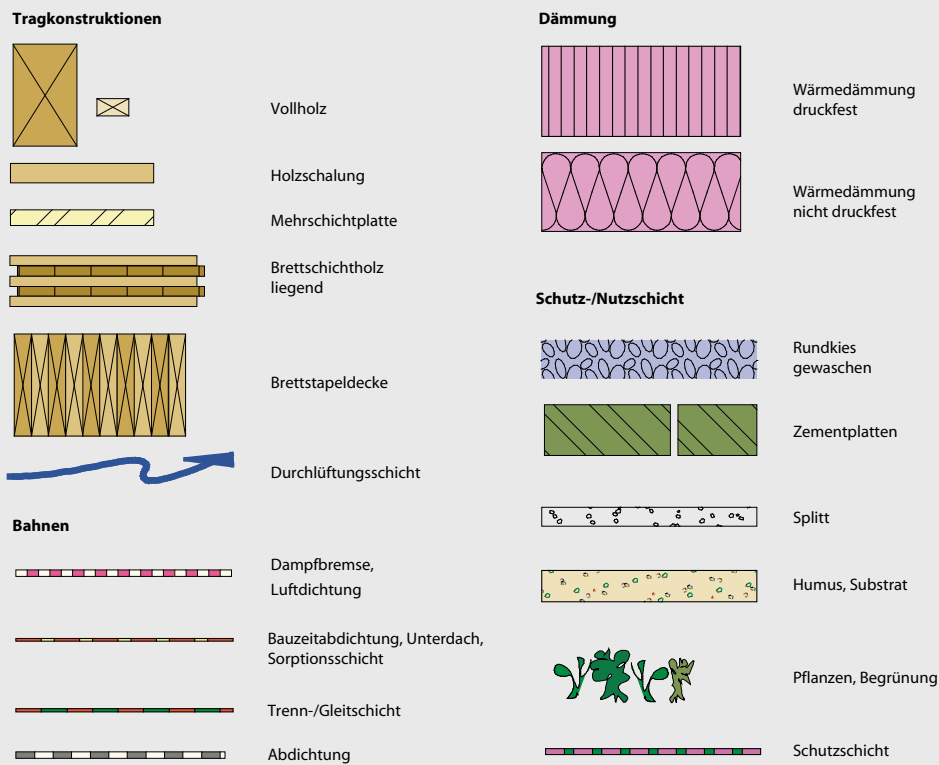 Tragkonstruktionen
Vollholz
Holzschalung
Mehrschichtplatte
Brettschichtholz
liegend
Brettstapeldecke
Durchlüftungsschicht
Bahnen
Dampfbremse,
Luftdichtung
Bauzeitabdichtung, Unterdach,
Sorptionsschicht
Trenn-/Gleitschicht
Abdichtung
Dämmung
Wärmedämmung
druckfest
Wärmedämmung
nicht druckfest
Schutz-/Nutzschicht
Rundkies
gewaschen
Zementplatten
Splitt
Humus, Substrat
Pflanzen, Begrünung
Schutzschicht